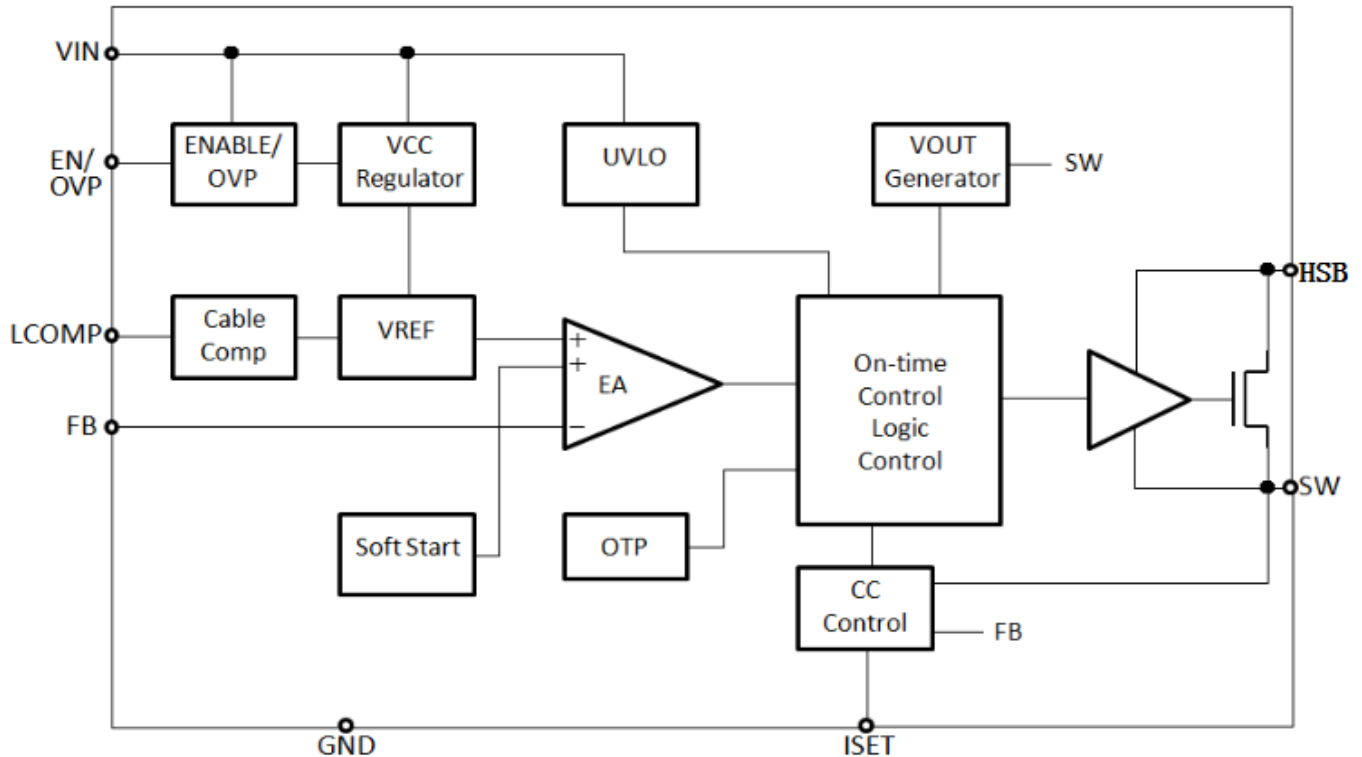 VIN
EN/
OVP
ENABLE/
OVP
VCC
Regulator
UVLO
VOUT
Generator
SW
HSB
LCOMP
Cable
Comp
VREF
+
+
EA
−
On-time
Control
Logic
Control
FB
SW
Soft Start
OTP
CC
Control
FB
GND
ISET